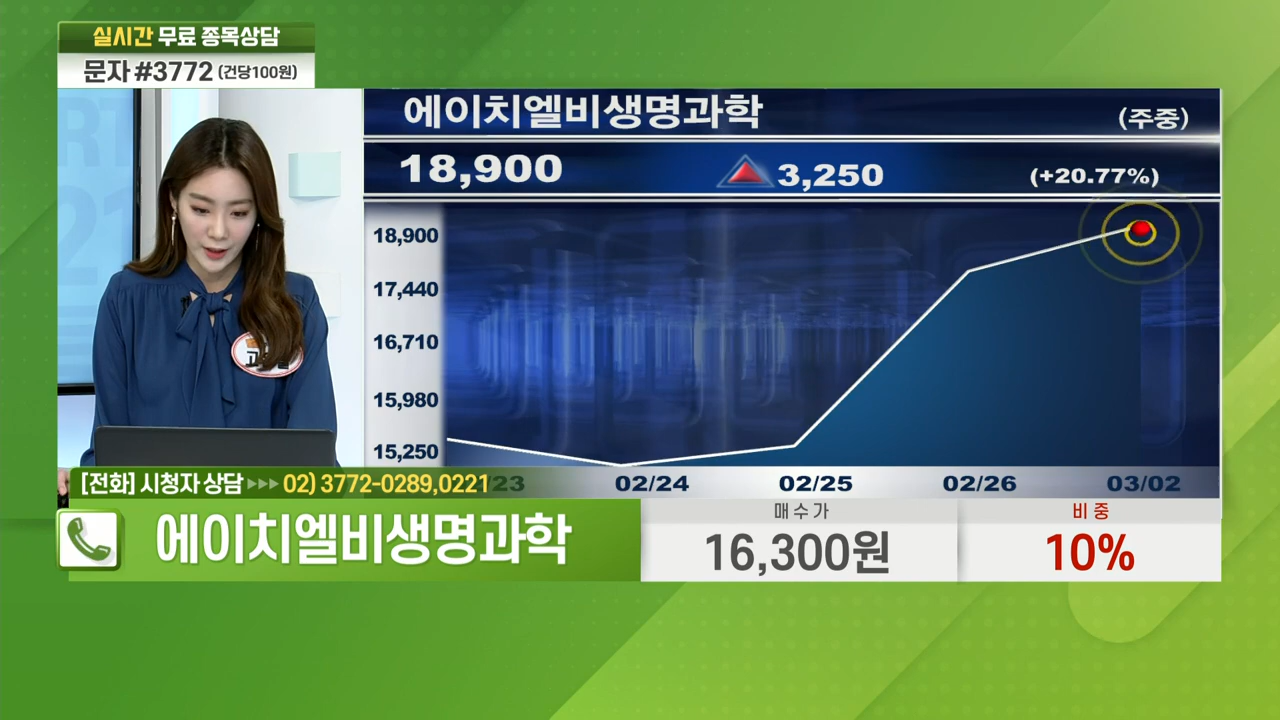 실시간 무료 종목상담
문자 #3772 (건당100원)
에이치엘비생명과학
(주중)
18,900
3,250
(+20.77%)
18,900
17,440
16,710
15,980
15,250
02/24
02/25
02/26
03/02
[전화] 시청자 상담 02) 3772-0289,0221
에이치엘비생명과학
매수가
16,300원
비중
10%